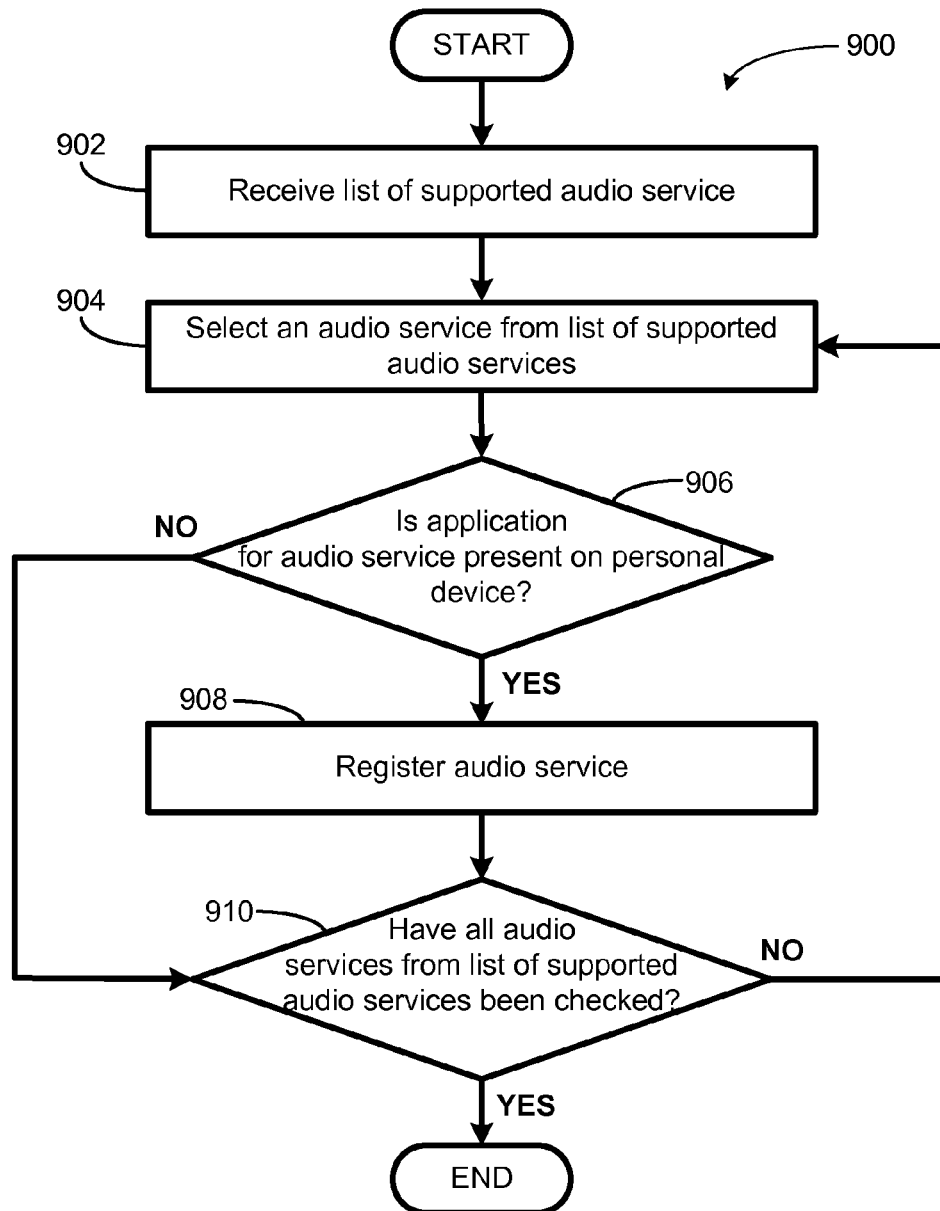 START
900
902
Receive list of supported audio service
904
Select an audio service from list of supported
audio services
906
NO
Is application
for audio service present on personal
device?
YES
908
Register audio service
910
Have all audio
services from list of supported
audio services been checked?
NO
YES
END